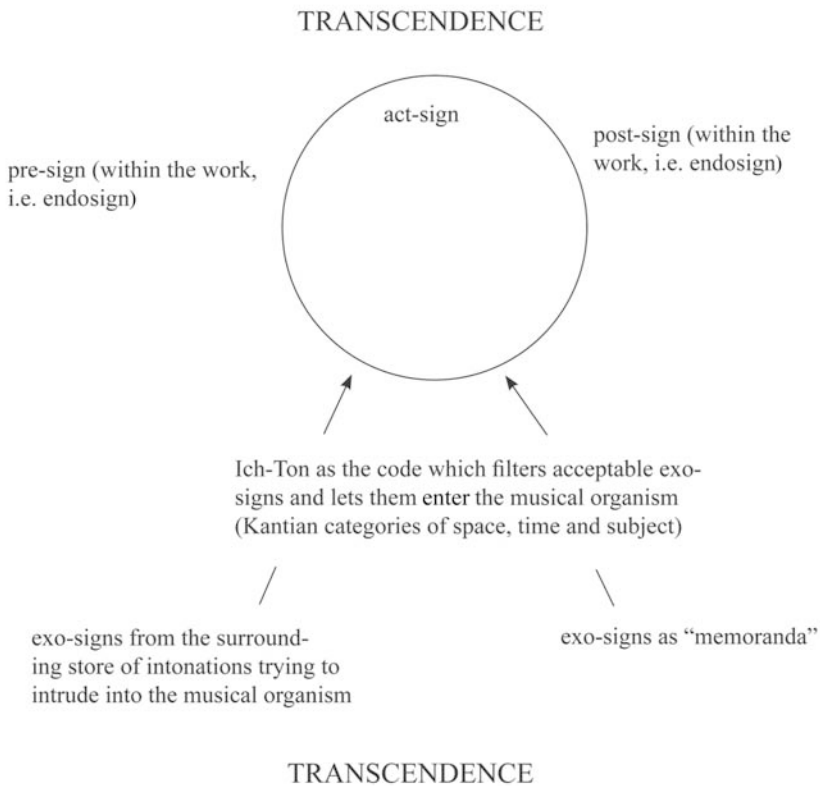 TRANSCENDENCE
act-sign
post-sign (within the
work, i.e. endosign)
pre-sign (within the work,
i.e. endosign)
Ich-Ton as the code which filters acceptable exo-
signs and lets them enter the musical organism
(Kantian categories of space, time and subject)
exo-signs from the surround-
ing store of intonations trying to
intrude into the musical organism
exo-signs as “memoranda”
TRANSCENDENCE